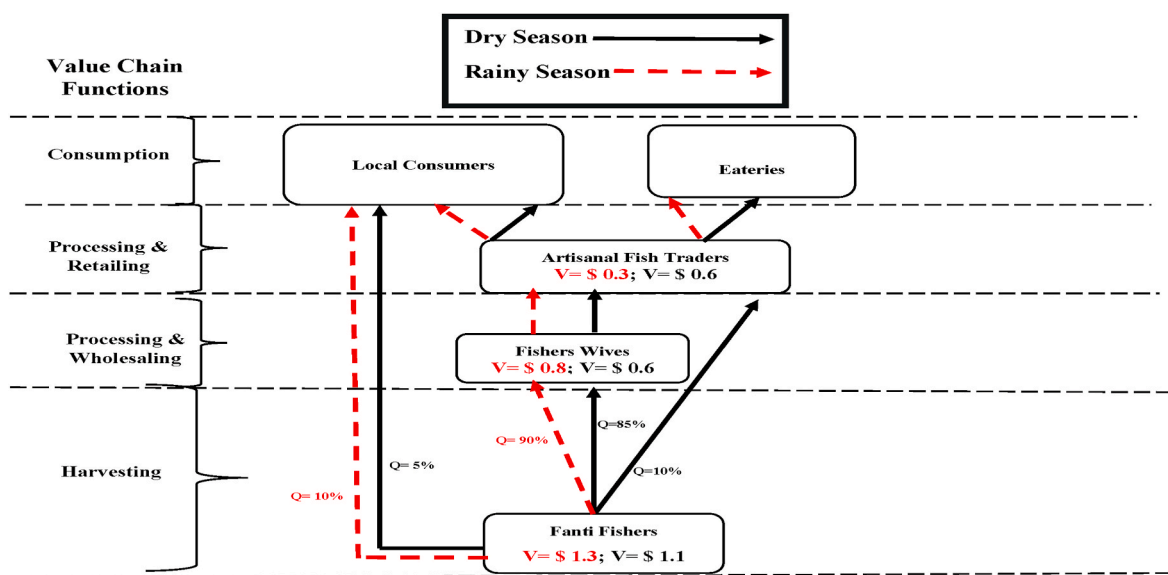 Dry Season
Rainy Season
Value Chain
Functions
Consumption
Local Consumers
Eateries
Processing &
Retailing
Artisanal Fish Traders
V= $ 0.3; V= $ 0.6
Processing &
Wholesaling
Fishers Wives
V= $ 0.8; V= $ 0.6
Q=85%
Q= 90%
Harvesting
Q= 5%
Q=10%
Q= 10%
Fanti Fishers
V= $ 1.3; V= $ 1.1